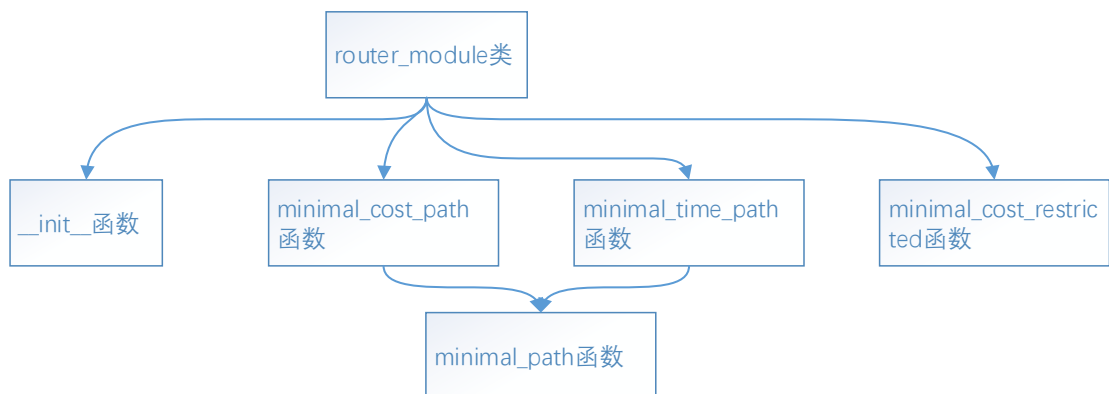 router_module类
__init__函数
minimal_cost_path
函数
minimal_time_path
函数
minimal_cost_restric
ted函数
minimal_path函数